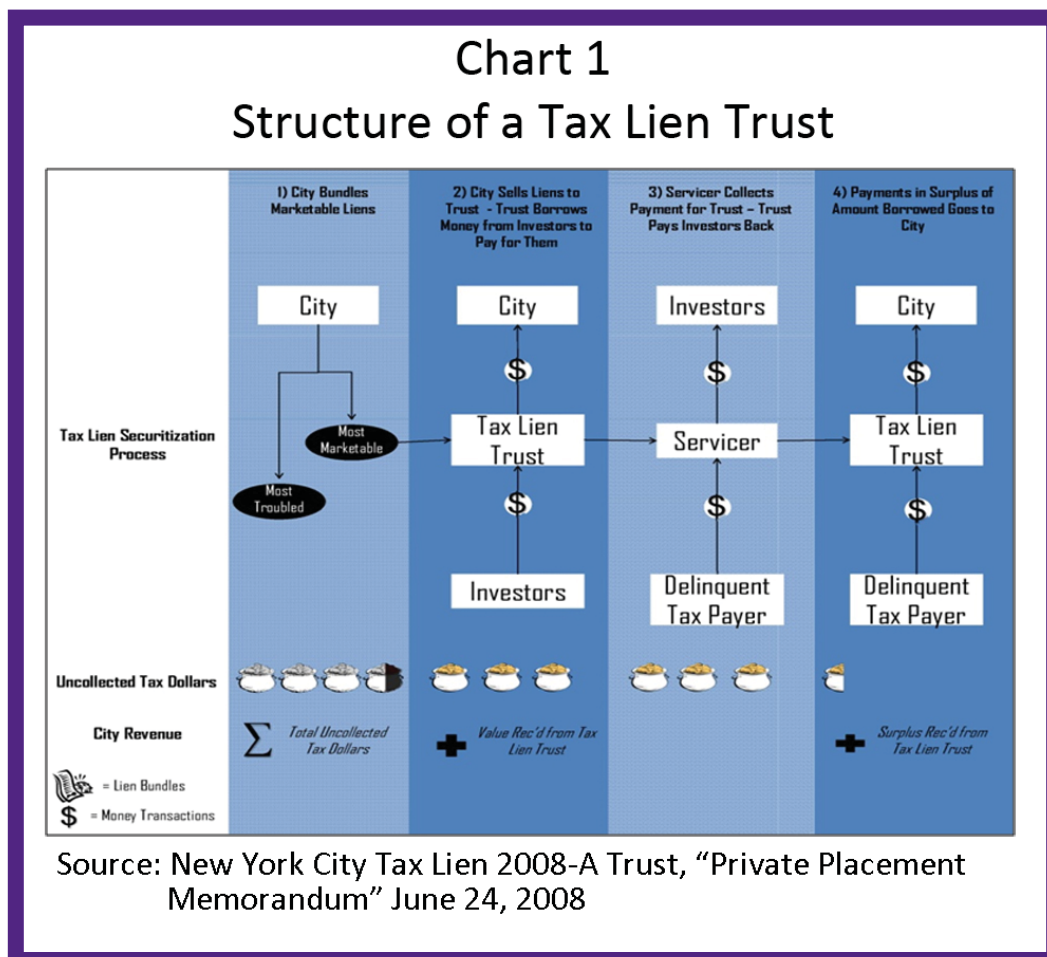 Chart 1
Structure of a Tax Lien Trust
1) City Bundles
Marketable Liens
2) City Sells Liens to
Trust - Trust Borrows
Money from Investors to
Pay for Them
3) Servicer Collects
Payment for Trust – Trust
Pays Investors Back
4) Payments in Surplus of
Amount Borrowed Goes to
City
Tax Lien Securitization
Process
City
Most
Marketable
Most
Troubled
City
$
Tax Lien
Trust
$
Investors
Investors
$
Servicer
$
Delinquent
Tax Payer
City
$
Tax Lien
Trust
$
Delinquent
Tax Payer
Uncollected Tax Dollars
City Revenue
Σ
Total Uncollected
Tax Dollars
+
Value Rec'd from Tax
Lien Trust
+
Surplus Rec'd from
Tax Lien Trust
= Lien Bundles
$ = Money Transactions
Source: New York City Tax Lien 2008-A Trust, “Private Placement
Memorandum” June 24, 2008